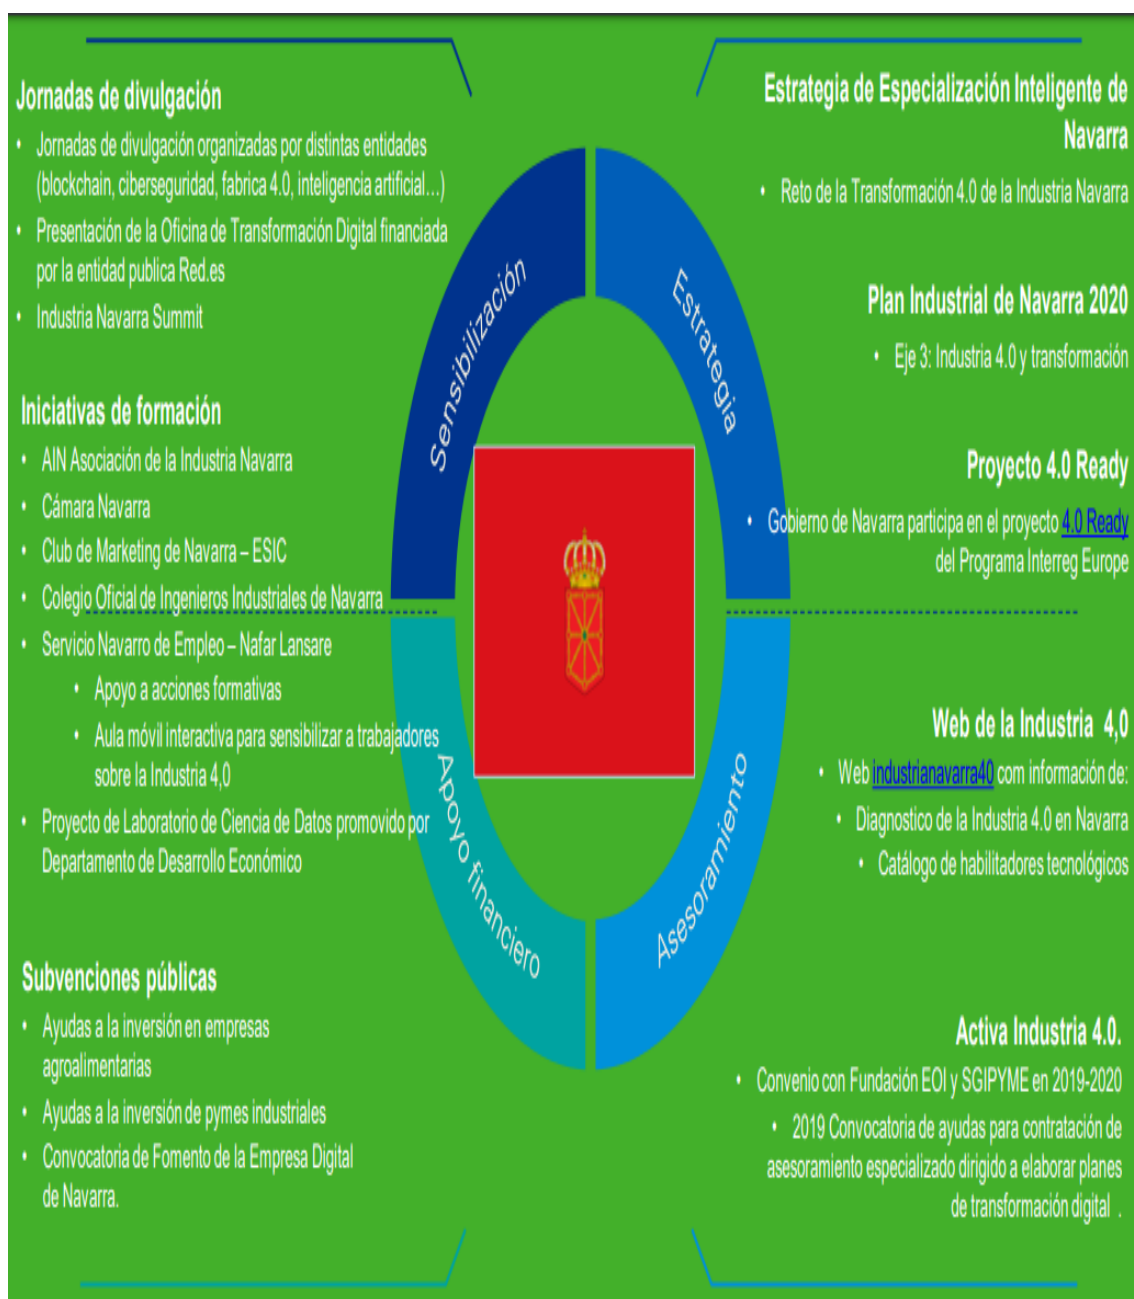 Jornadas de divulgación
• Jornadas de divulgación organizadas por distintas entidades
(blockchain, ciberseguridad, fabrica 4.0, inteligencia artificial…)
• Presentación de la Oficina de Transformación Digital financiada
por la entidad publica Red.es
• Industria Navarra Summit
Iniciativas de formación
• AIN Asociación de la Industria Navarra
• Cámara Navarra
• Club de Marketing de Navarra – ESIC
• Colegio Oficial de Ingenieros Industriales de Navarra
• Servicio Navarro de Empleo – Nafar Lansare
• Apoyo a acciones formativas
• Aula móvil interactiva para sensibilizar a trabajadores
sobre la Industria 4,0
• Proyecto de Laboratorio de Ciencia de Datos promovido por
Departamento de Desarrollo Económico
Subvenciones públicas
• Ayudas a la inversión en empresas
agroalimentarias
• Ayudas a la inversión de pymes industriales
• Convocatoria de Fomento de la Empresa Digital
de Navarra.
Sensibilización
Estrategia
Apoyo financiero
Asesoramiento
Estrategia de Especialización Inteligente de
Navarra
• Reto de la Transformación 4.0 de la Industria Navarra
Plan Industrial de Navarra 2020
• Eje 3: Industria 4.0 y transformación
Proyecto 4.0 Ready
• Gobierno de Navarra participa en el proyecto 4.0 Ready
del Programa Interreg Europe
Web de la Industria 4,0
• Web industrianavarra40 com información de:
• Diagnostico de la Industria 4.0 en Navarra
• Catálogo de habilitadores tecnológicos
Activa Industria 4.0.
• Convenio con Fundación EOI y SGIPYME en 2019-2020
• 2019 Convocatoria de ayudas para contratación de
asesoramiento especializado dirigido a elaborar planes
de transformación digital .